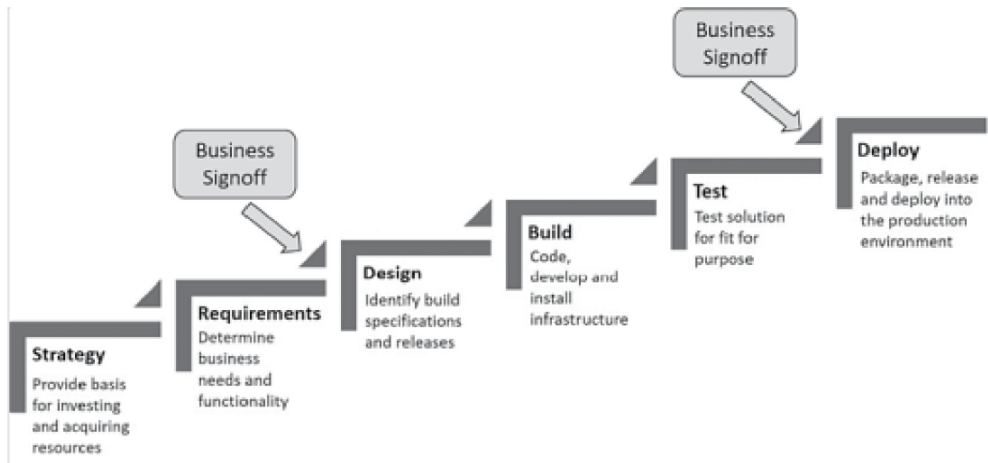 Business
Signoff
Business
Signoff
Strategy
Provide basis
for investing
and acquiring
resources
Requirements
Determine
business
needs and
functionality
Design
Identify build
specifications
and releases
Build
Code,
develop and
install
infrastructure
Test
Test solution
for fit for
purpose
Deploy
Package, release
and deploy into
the production
environment